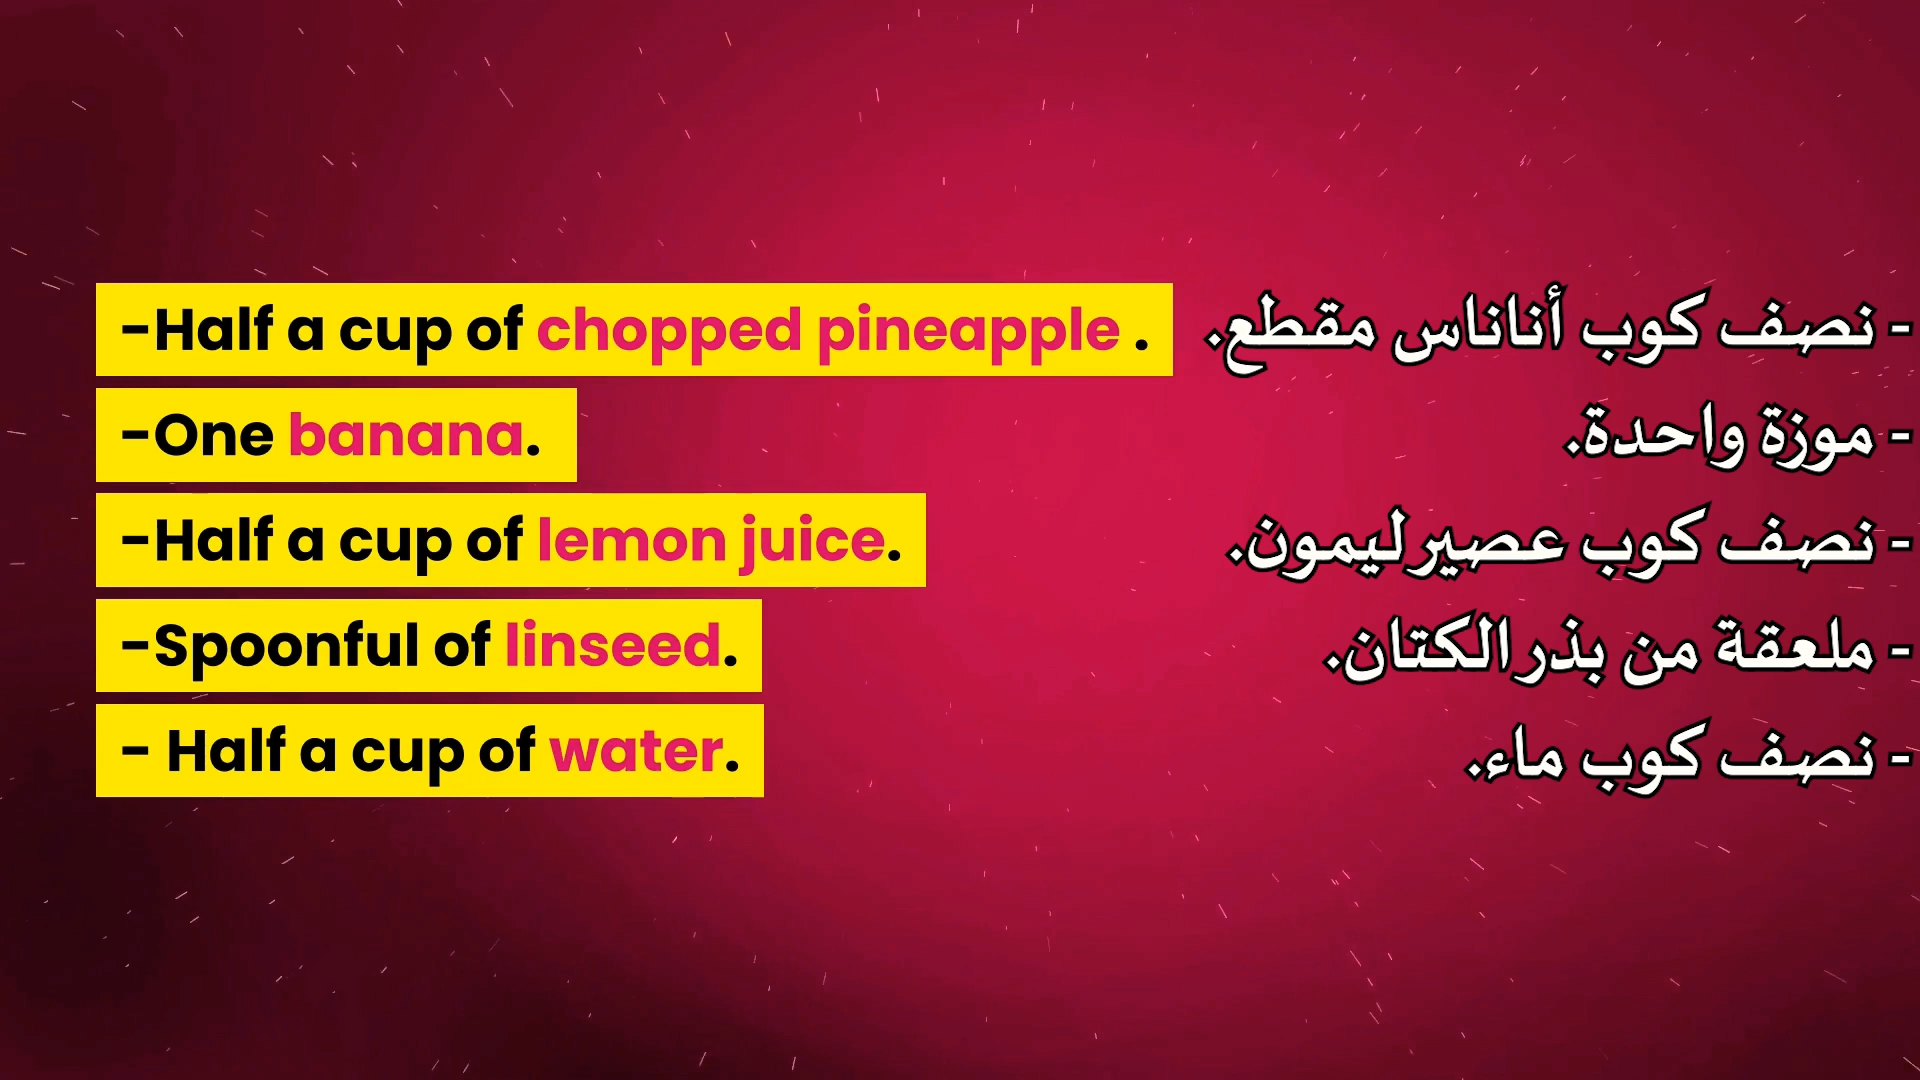 -Half a cup of chopped pineapple .
- نصف كوب أناناس مقطع.
-One banana.
- موزة واحدة.
-Half a cup of lemon juice.
- نصف كوب عصير ليمون.
-Spoonful of linseed.
- ملعقة من بذر الكتان.
- Half a cup of water.
- نصف كوب ماء.